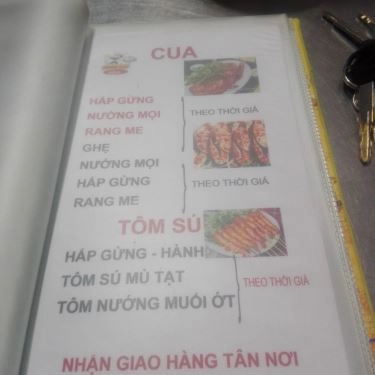 CUA
HẤP GỪNG
NƯỚNG MỌI
RANG ME
THEO THỜI GIÁ
GHẸ
NƯỚNG MỌI
HẤP GỪNG
RANG ME
THEO THỜI GIÁ
TÔM SÚ
HẤP GỪNG - HÀNH
TÔM SÚ MÙ TẠT
TÔM NƯỚNG MUỐI ỚT
THEO THỜI GIÁ
NHẬN GIAO HÀNG TẬN NƠI